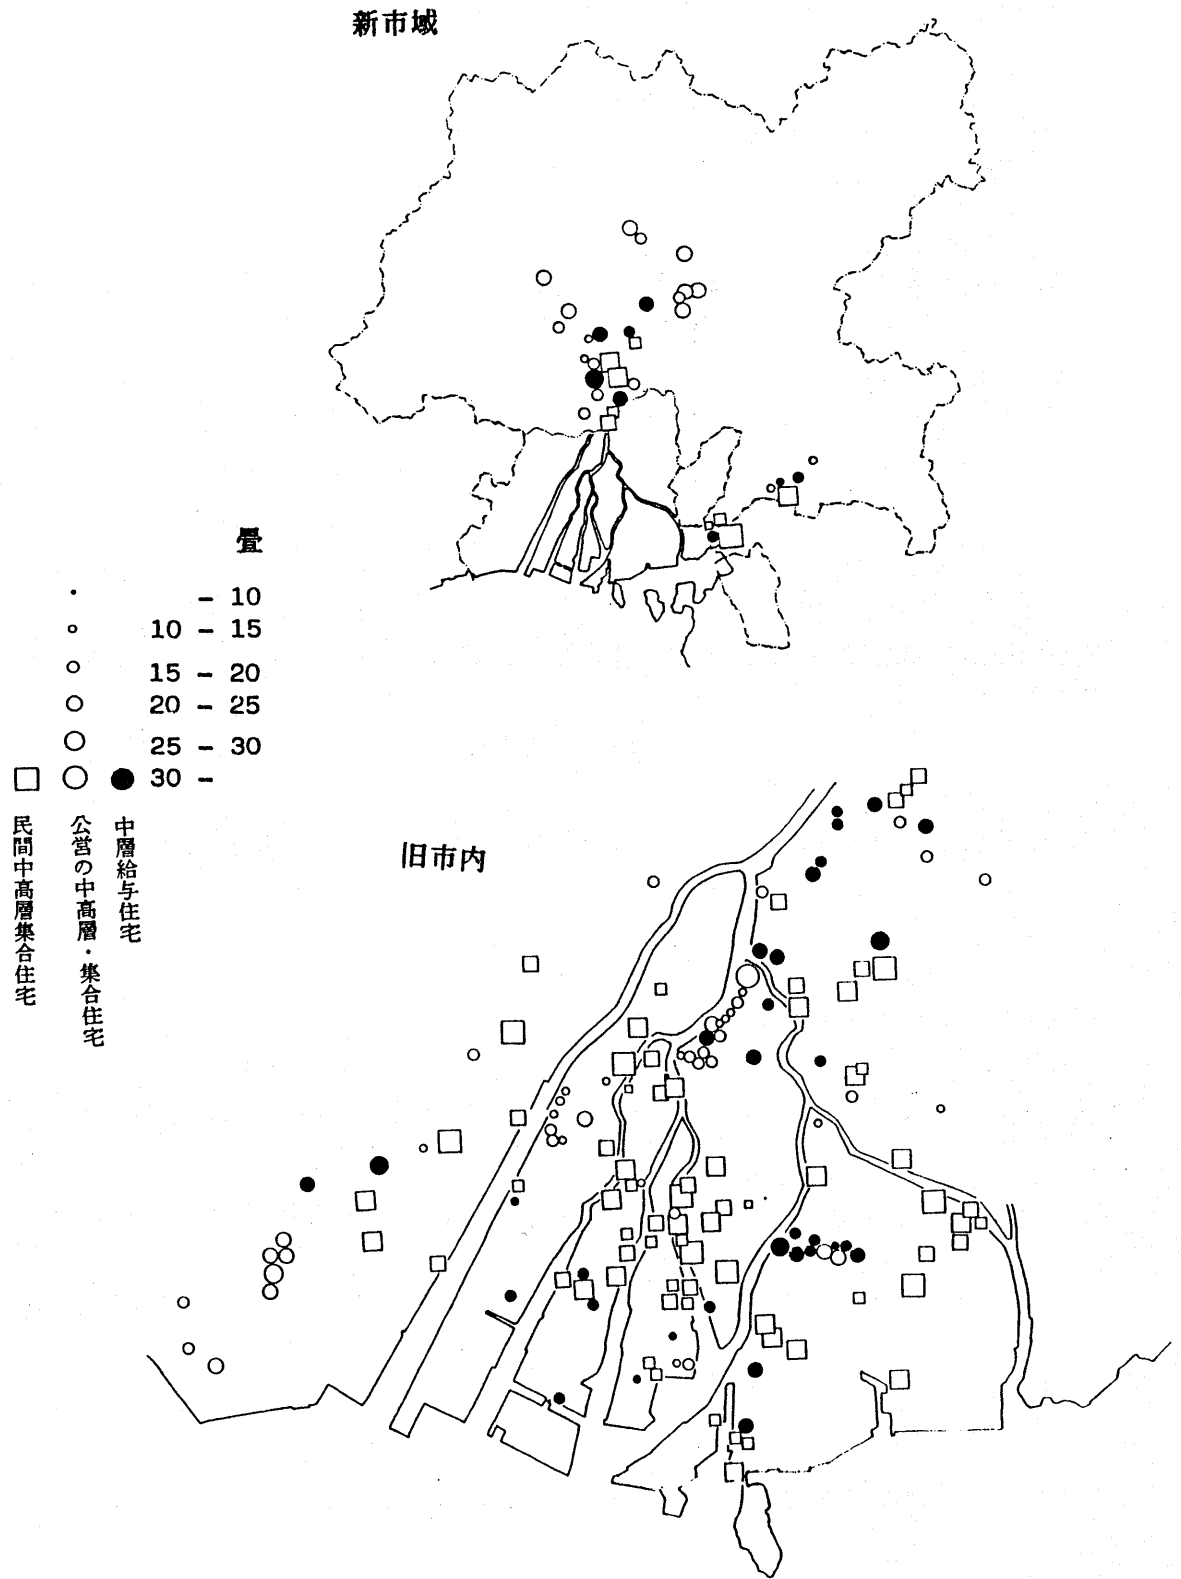 新市域
畳
- 10
10 - 15
15 - 20
20 - 25
25 - 30
30 -
中層給与住宅
公営の中高層・集合住宅
民間中高層集合住宅
旧市内